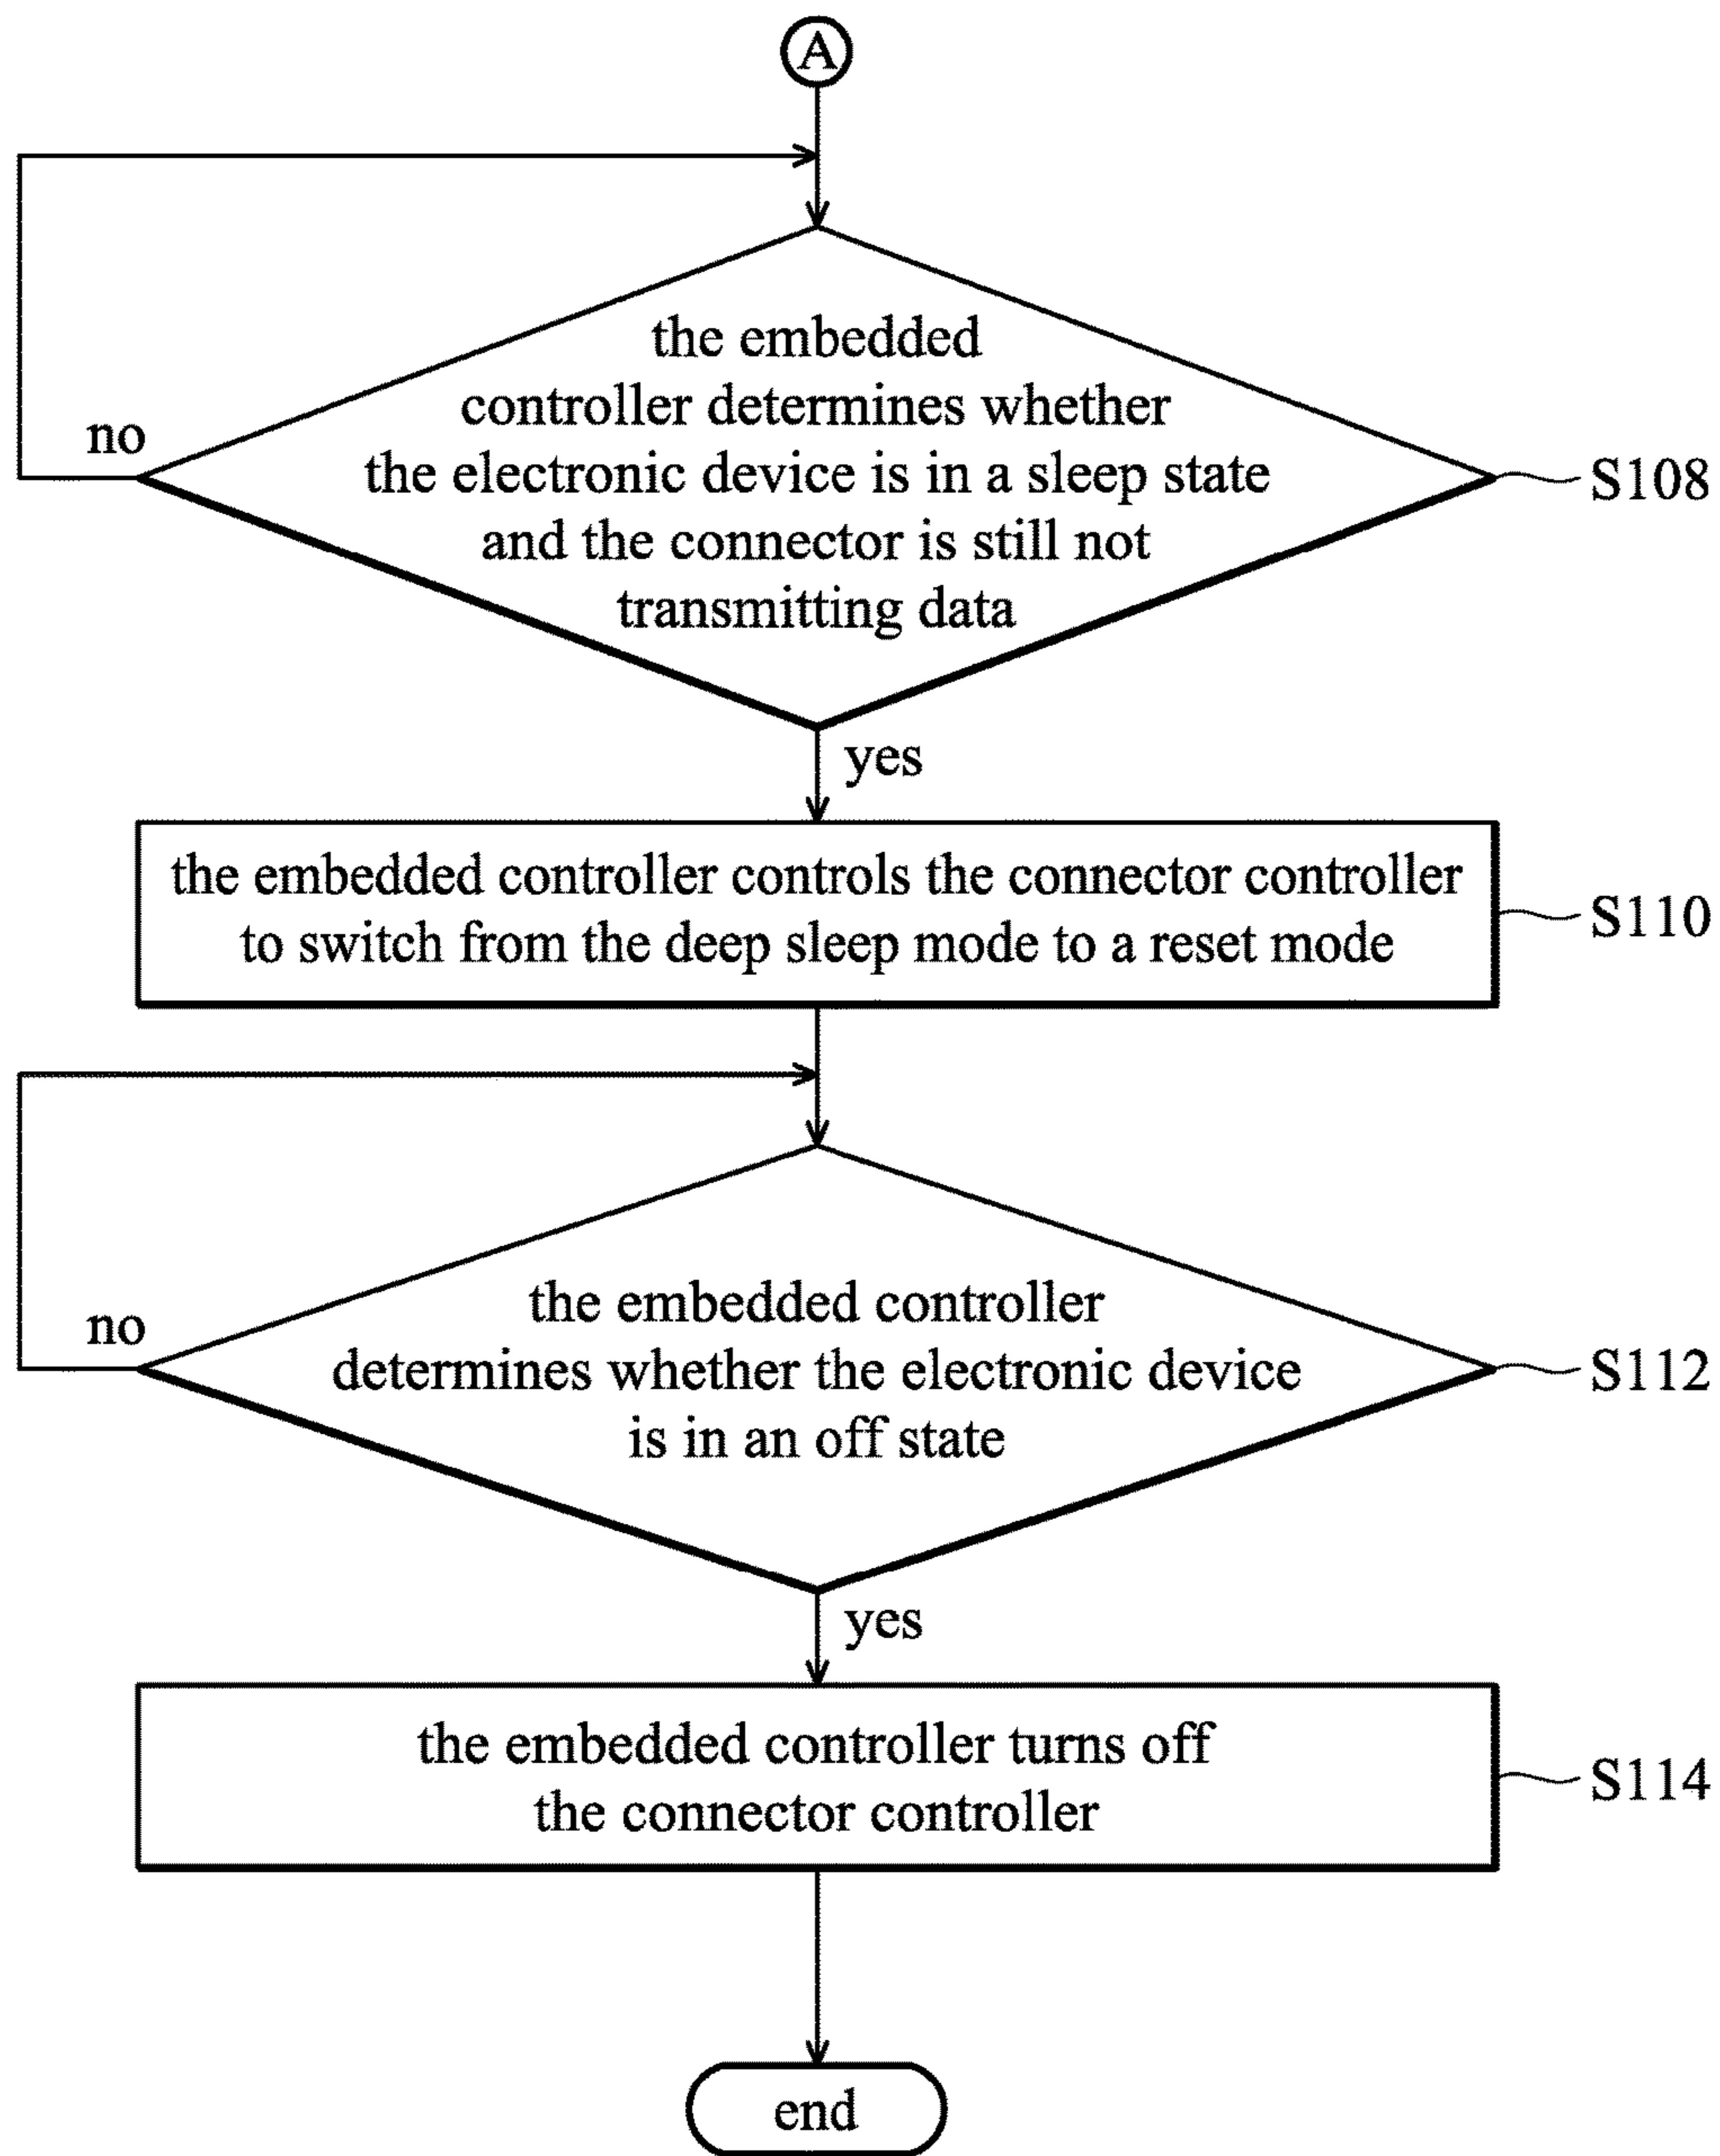 A
the embedded
controller determines whether
the electronic device is in a sleep state
and the connector is still not
transmitting data
no
S108
yes
the embedded controller controls the connector controller
to switch from the deep sleep mode to a reset mode
S110
the embedded controller
determines whether the electronic device
is in an off state
no
S112
yes
the embedded controller turns off
the connector controller
S114
end